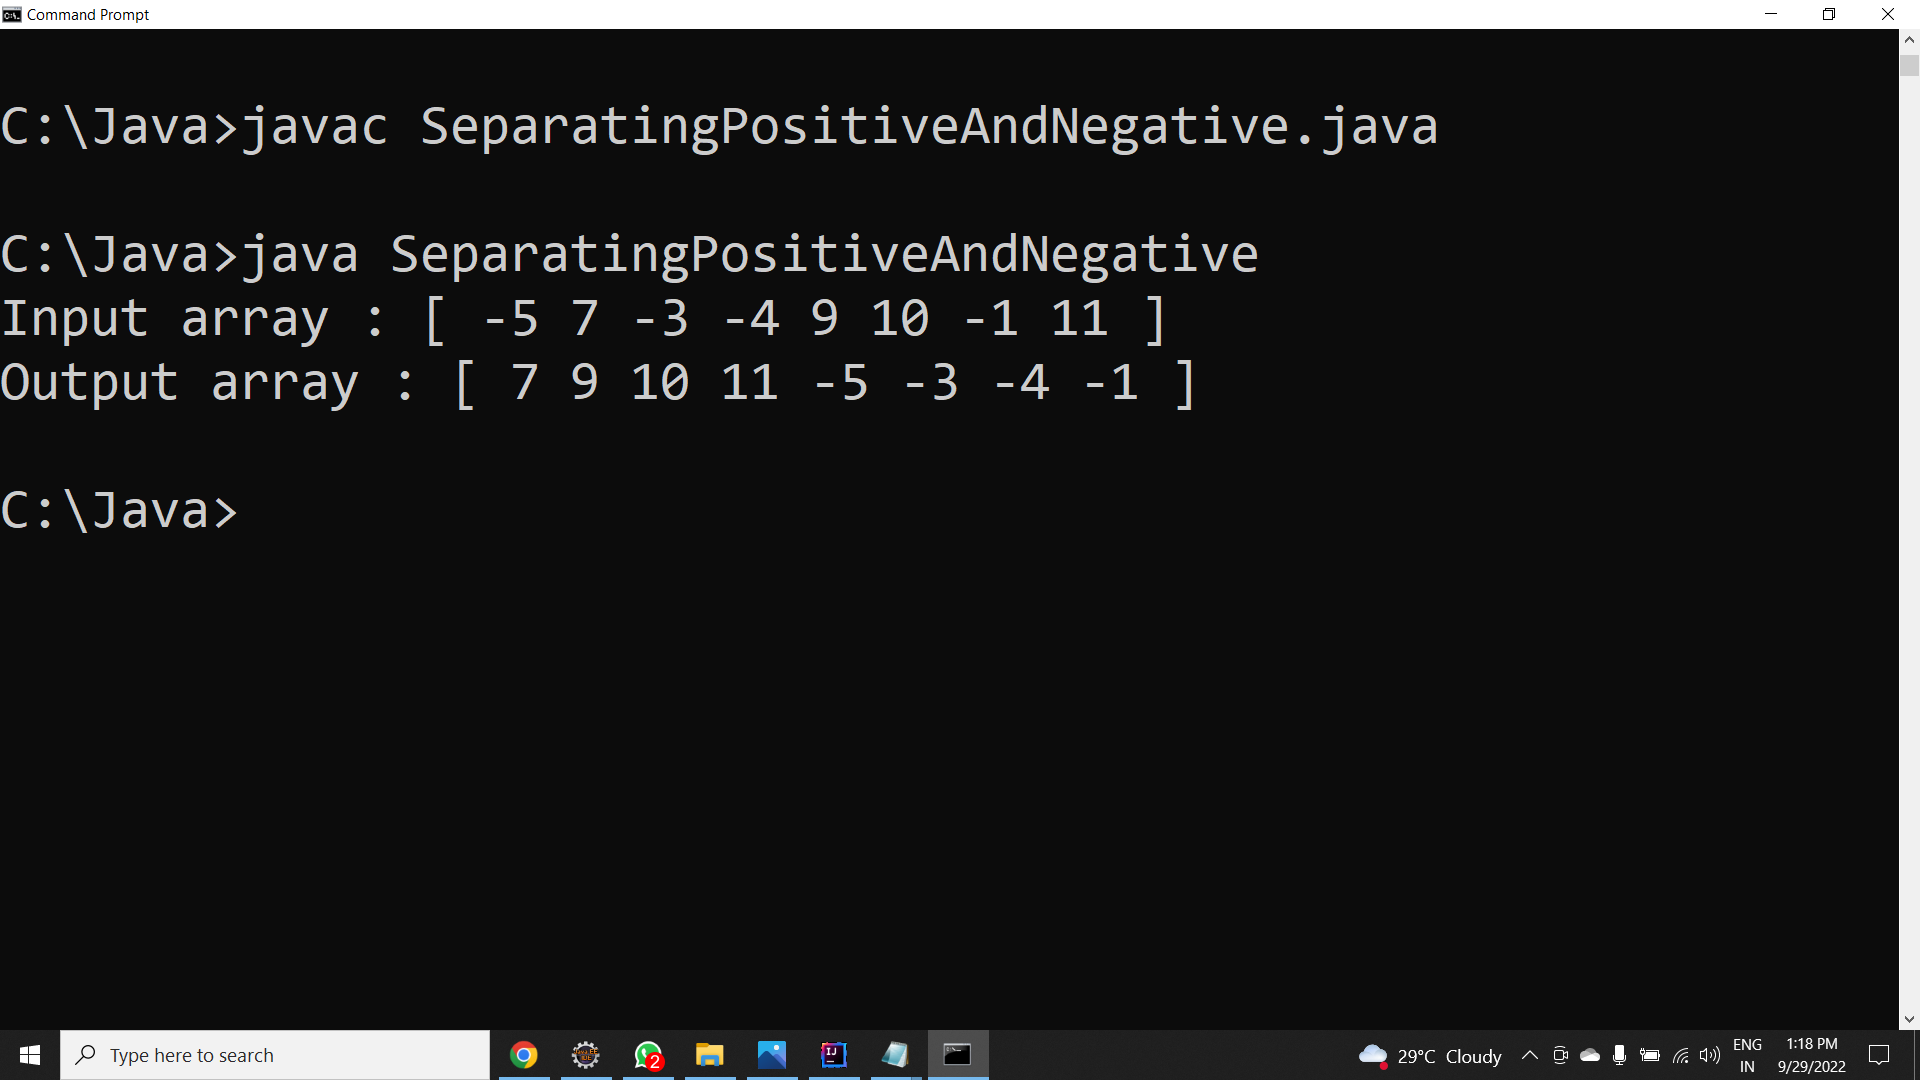 Command Prompt
C:\Java>javac SeparatingPositiveAndNegative.java
C:\Java>java SeparatingPositiveAndNegative
Input array : [ -5 7 -3 -4 9 10 -1 11 ]
Output array : [ 7 9 10 11 -5 -3 -4 -1 ]
C:\Java>
Type here to search
2
29°C Cloudy
ENG
IN
1:18 PM
9/29/2022